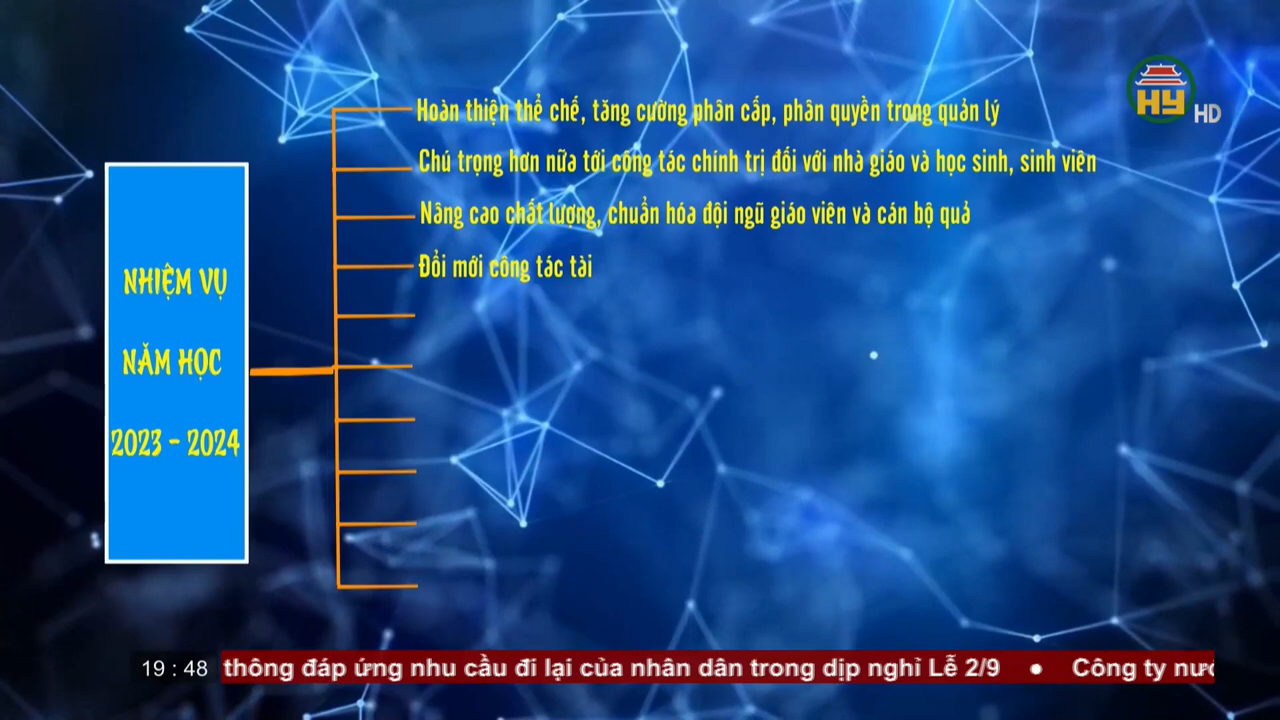 HY HD
Hoàn thiện thể chế, tăng cường phân cấp, phân quyền trong quản lý
Chú trọng hơn nữa tới công tác chính trị đối với nhà giáo và học sinh, sinh viên
Nâng cao chất lượng, chuẩn hóa đội ngũ giáo viên và cán bộ quả
Đổi mới công tác tài
NHIỆM VỤ
NĂM HỌC
2023 - 2024
19 : 48 thông đáp ứng nhu cầu đi lại của nhân dân trong dịp nghỉ Lễ 2/9 • Công ty